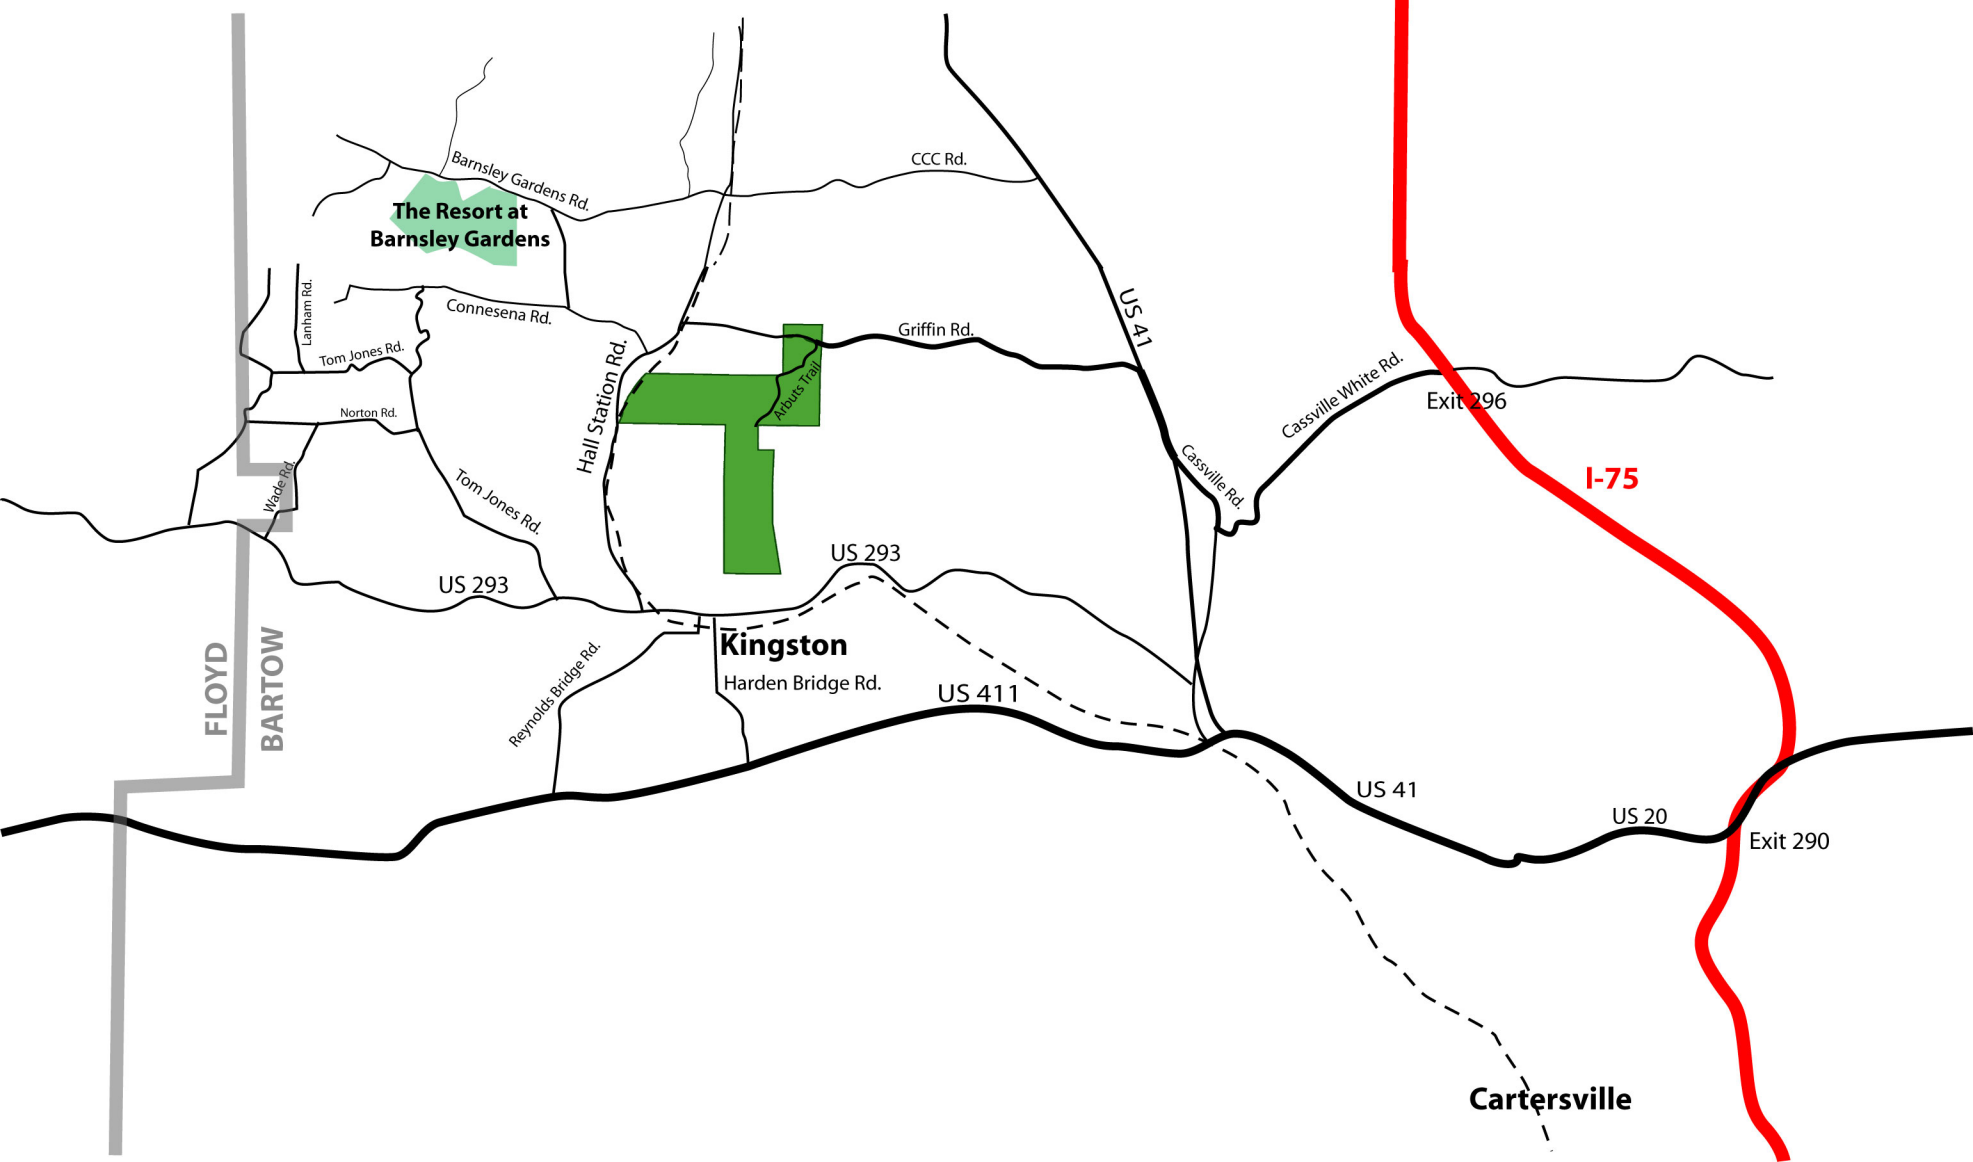 CCC Rd.
Barnsley Gardens Rd.
The Resort at
Barnsley Gardens
Lanham Rd.
Connesena Rd.
US 41
Griffin Rd.
Tom Jones Rd.
Hall Station Rd.
Arbuts Trail
Cassville White Rd.
Exit 296
Norton Rd.
Wade Rd.
Tom Jones Rd.
Cassville Rd.
I-75
US 293
US 293
Kingston
FLOYD
BARTOW
Reynolds Bridge Rd.
Harden Bridge Rd.
US 411
US 41
US 20
Exit 290
Cartersville